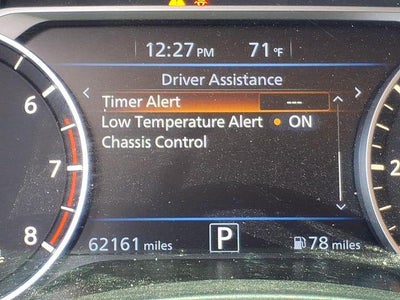 12:27 PM 71°F
Driver Assistance
Timer Alert ---
Low Temperature Alert ON
Chassis Control
6
7
8
2
62161 miles P 78 miles